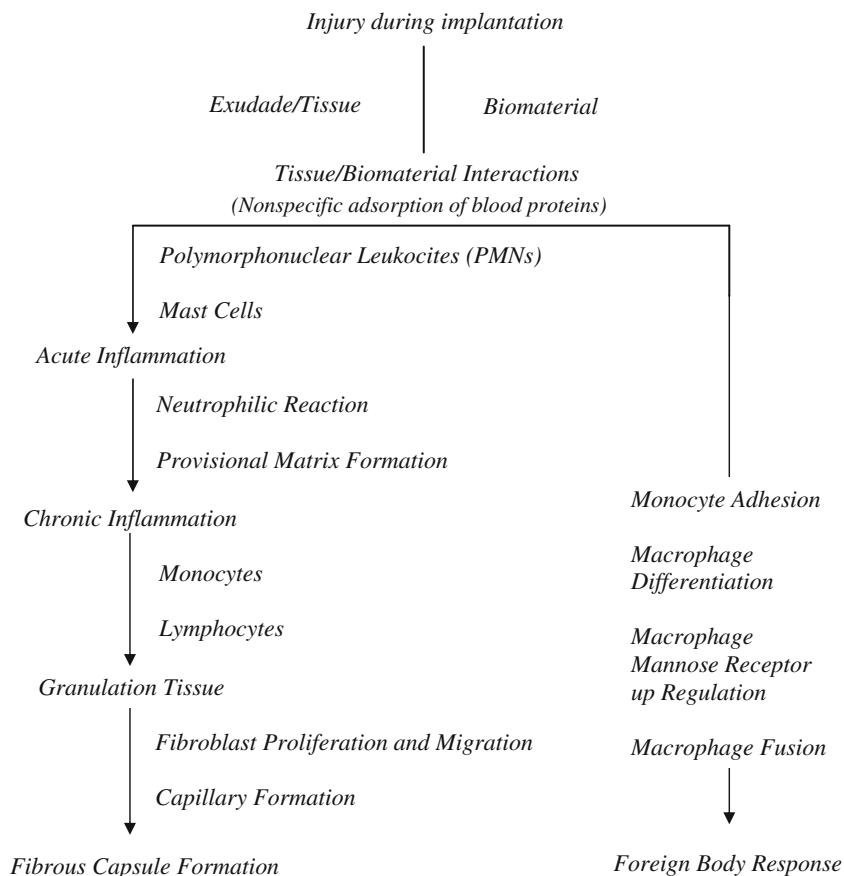 Injury during implantation
Exudade/Tissue
Biomaterial
Tissue/Biomaterial Interactions
(Nonspecific adsorption of blood proteins)
Polymorphonuclear Leukocites (PMNs)
Mast Cells
Acute Inflammation
Neutrophilic Reaction
Provisional Matrix Formation
Chronic Inflammation
Monocytes
Lymphocytes
Granulation Tissue
Fibroblast Proliferation and Migration
Capillary Formation
Fibrous Capsule Formation
Monocyte Adhesion
Macrophage
Differentiation
Macrophage
Mannose Receptor
up Regulation
Macrophage Fusion
Foreign Body Response